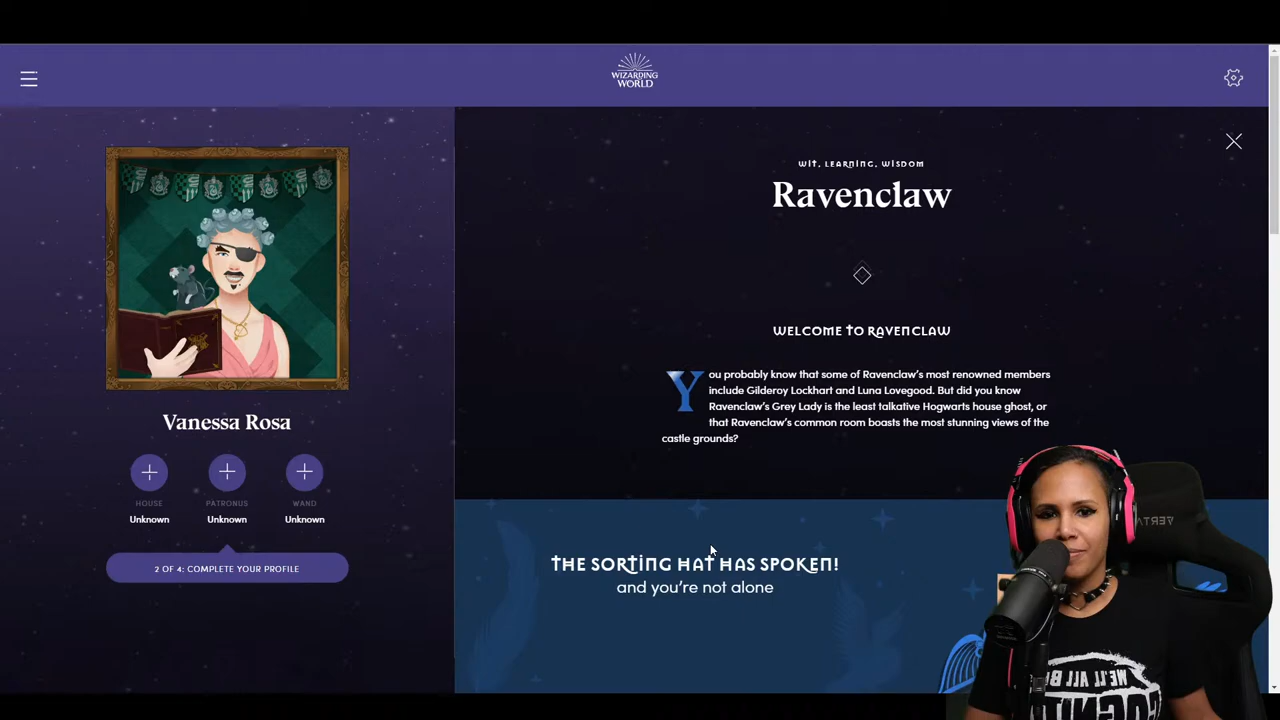 WIZARDING
WORLD
Vanessa Rosa
HOUSE
Unknown
PATRONUS
Unknown
WAND
Unknown
2 OF 4: COMPLETE YOUR PROFILE
WIT, LEARNING, WISDOM
Ravenclaw
WELCOME TO RAVENCLAW
You probably know that some of Ravenclaw's most renowned members
include Gilderoy Lockhart and Luna Lovegood. But did you know
Ravenclaw's Grey Lady is the least talkative Hogwarts house ghost, or
that Ravenclaw's common room boasts the most stunning views of the
castle grounds?
THE SORTING HAT HAS SPOKEN!
and you're not alone
WE'LL ALL BE